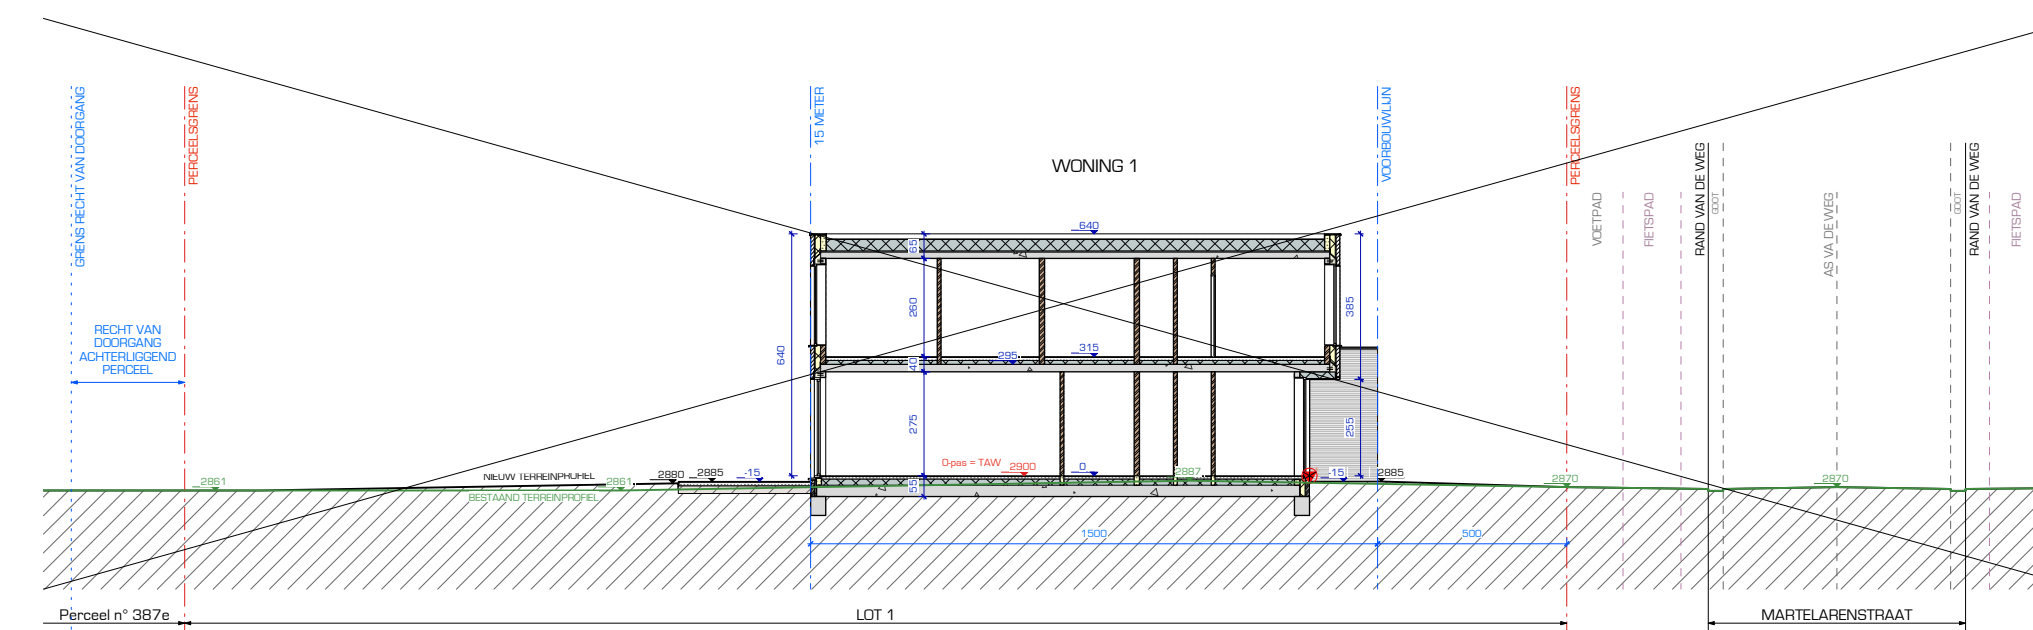 GRENS RECHT VAN DOORGANG
PERCEELSGRENS
15 METER
WONING 1
VOORBOUWLIJN
PERCEELSGRENS
VOETPAD
FIETSPAD
RAND VAN DE WEG
GOOT
AS VA DE WEG
GOOT
RAND VAN DE WEG
FIETSPAD
RECHT VAN
DOORGANG
ACHTERLIGGEND
PERCEEL
640
65
260
40
275
55
640
315
295
385
255
0-pas = TAW
2900
0
2887
-15
2885
2861
NIEUW TERREINPROFIEL
BESTAAND TERREINPROFIEL
2861
2880
2885
-15
2870
2870
1500
500
Perceel n° 387e
LOT 1
MARTELARENSTRAAT